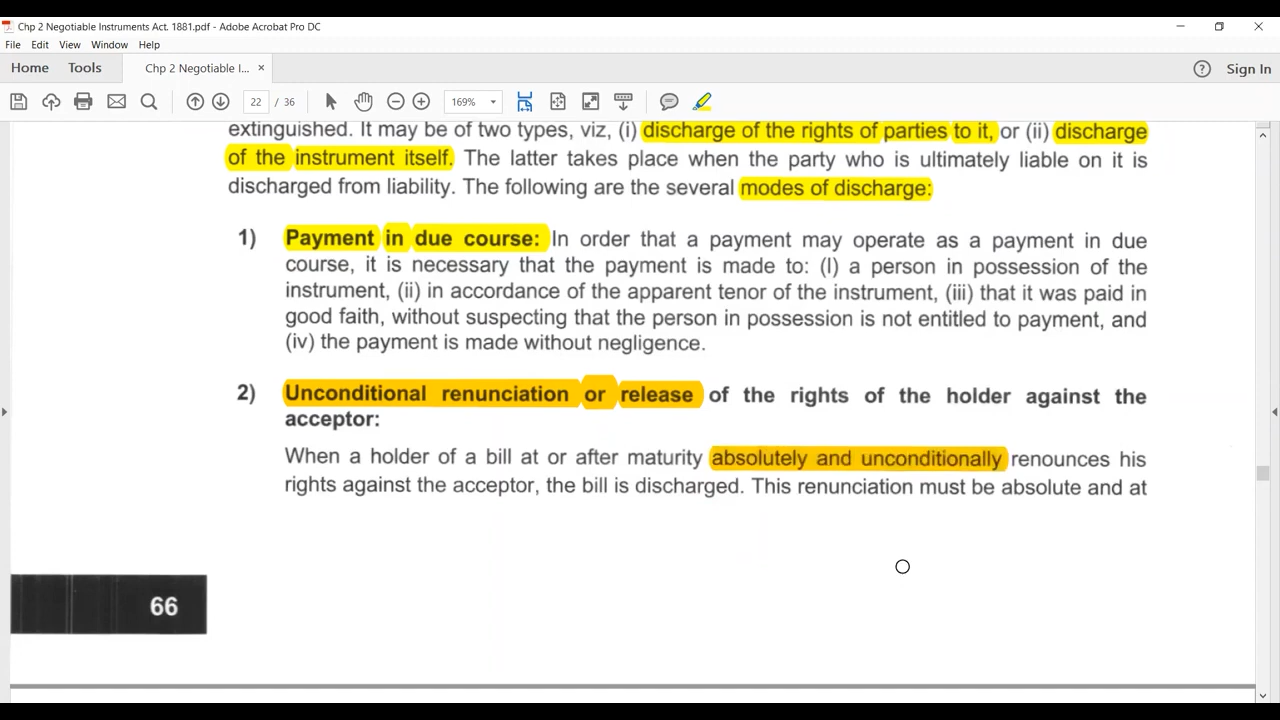 Chp 2 Negotiable Instruments Act, 1881.pdf - Adobe Acrobat Pro DC
File Edit View Window Help
Home Tools Chp 2 Negotiable I... × Sign In
22 / 36 169%
extinguished. It may be of two types, viz, (i) discharge of the rights of parties to it, or (ii) discharge
of the instrument itself. The latter takes place when the party who is ultimately liable on it is
discharged from liability. The following are the several modes of discharge:
1) Payment in due course: In order that a payment may operate as a payment in due
course, it is necessary that the payment is made to: (I) a person in possession of the
instrument, (ii) in accordance of the apparent tenor of the instrument, (iii) that it was paid in
good faith, without suspecting that the person in possession is not entitled to payment, and
(iv) the payment is made without negligence.
2) Unconditional renunciation or release of the rights of the holder against the
acceptor:
When a holder of a bill at or after maturity absolutely and unconditionally renounces his
rights against the acceptor, the bill is discharged. This renunciation must be absolute and at
66